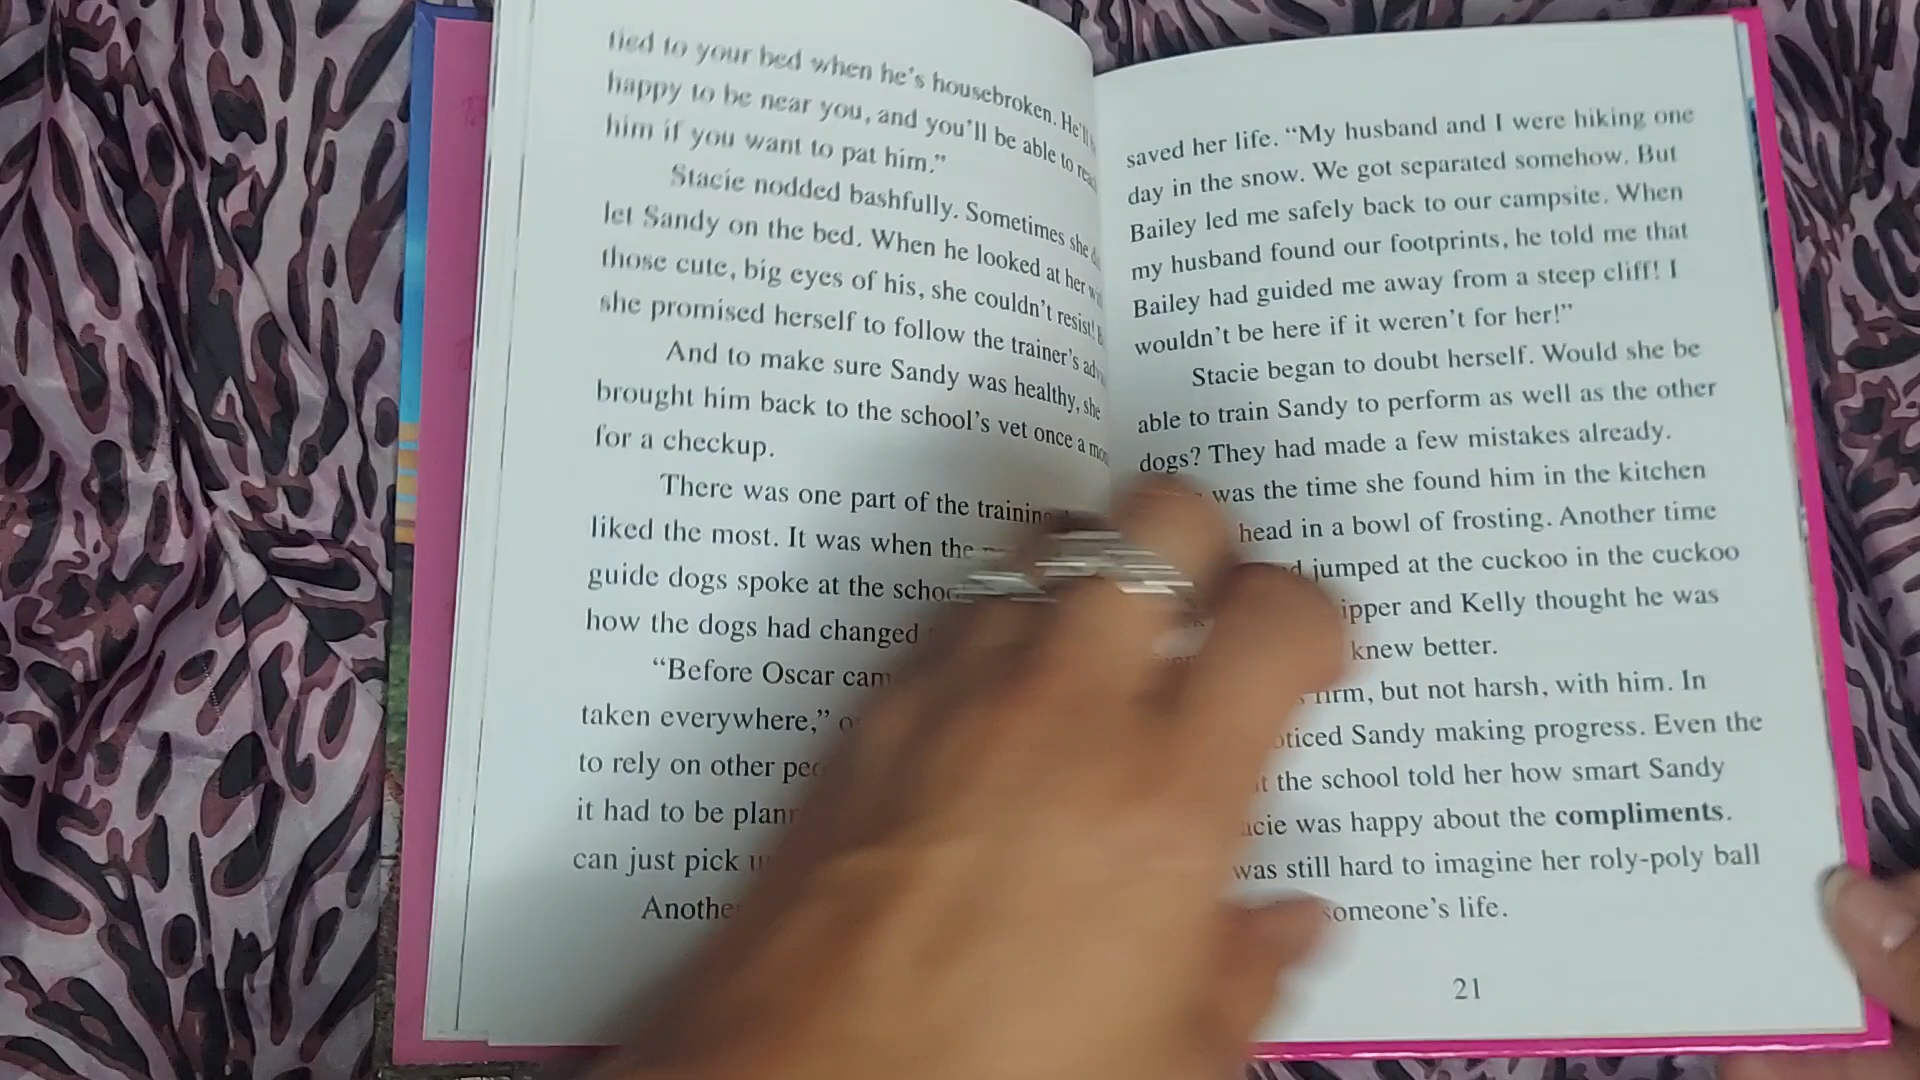 tied to your bed when he's housebroken. He'll
happy to be near you, and you'll be able to
him if you want to pat him."
Stacie nodded bashfully. Sometimes she
let Sandy on the bed. When he looked at her
those cute, big eyes of his, she couldn't resist!
she promised herself to follow the trainer's
And to make sure Sandy was healthy, she
brought him back to the school's vet once a
for a checkup.
There was one part of the training
liked the most. It was when the
guide dogs spoke at the
how the dogs had changed
"Before Oscar
taken everywhere,"
to rely on other
it had to be
can just pick

saved her life. "My husband and I were hiking one
day in the snow. We got separated somehow. But
Bailey led me safely back to our campsite. When
my husband found our footprints, he told me that
Bailey had guided me away from a steep cliff! I
wouldn't be here if it weren't for her!"
Stacie began to doubt herself. Would she be
able to train Sandy to perform as well as the other
dogs? They had made a few mistakes already.
was the time she found him in the kitchen
head in a bowl of frosting. Another time
jumped at the cuckoo in the cuckoo
and Kelly thought he was
knew better.
firm, but not harsh, with him. In
Sandy making progress. Even the
the school told her how smart Sandy
was happy about the compliments.
was still hard to imagine her roly-poly ball
someone's life.
21